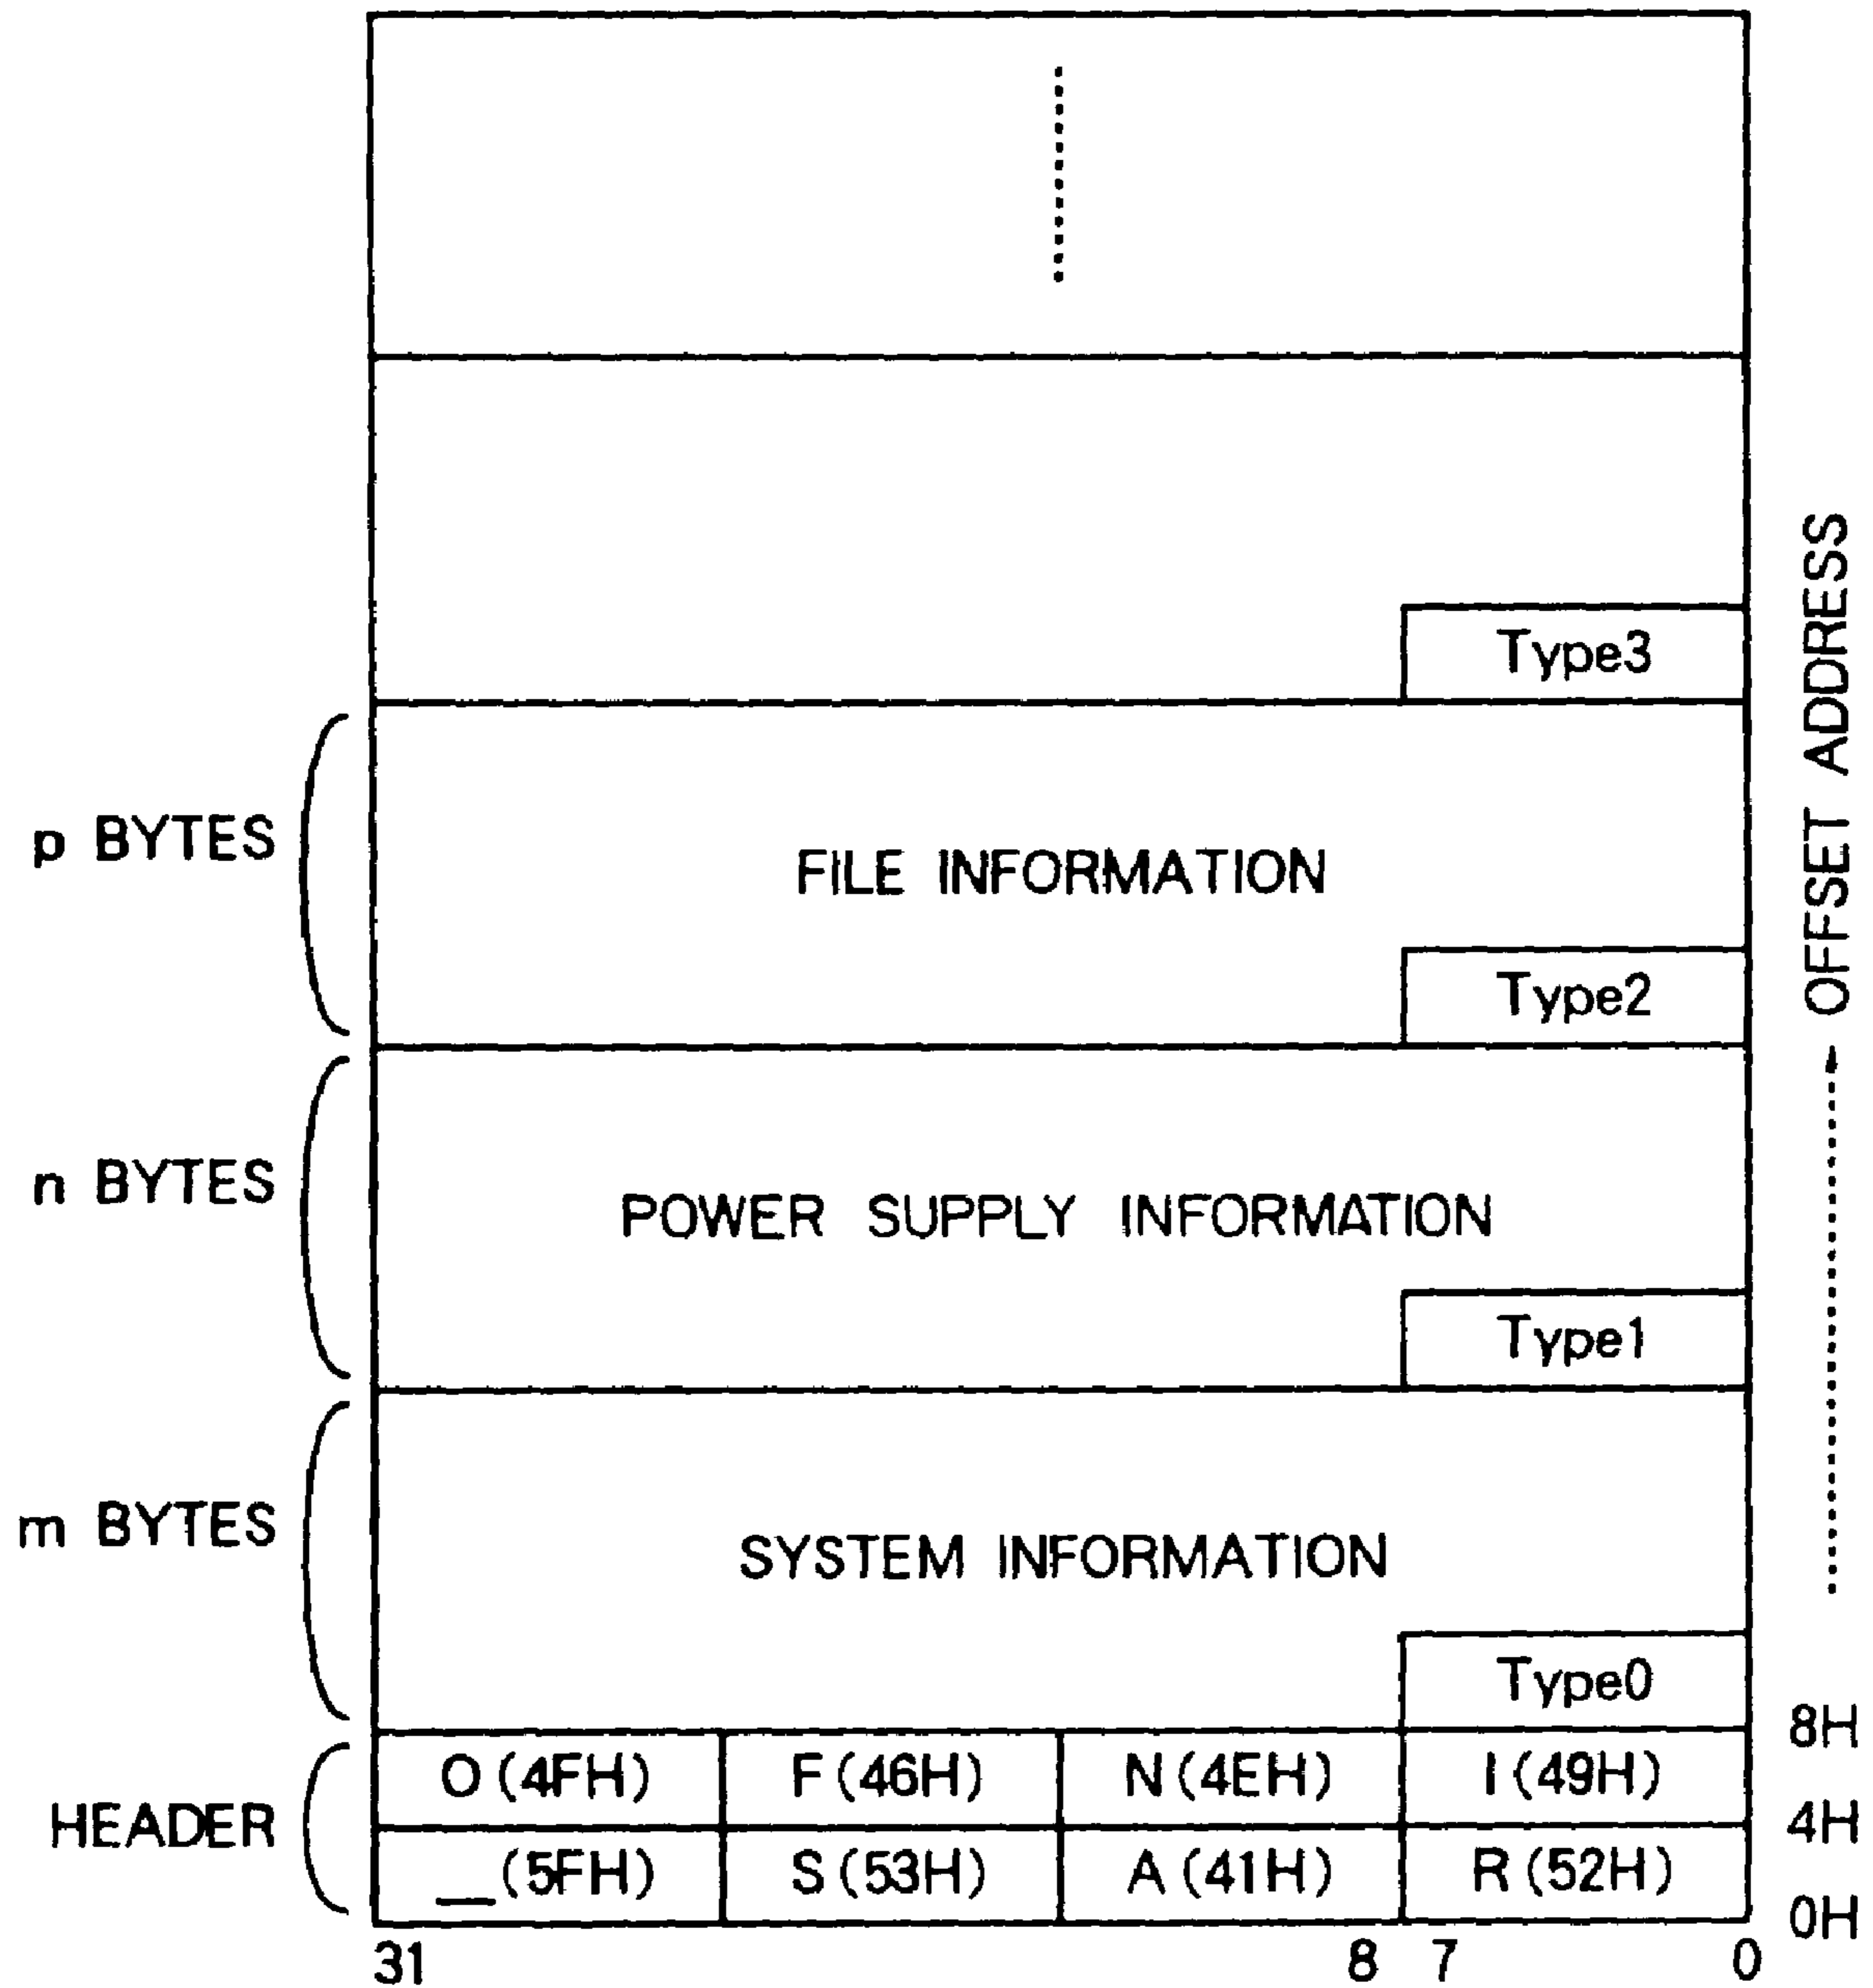 Type3
p BYTES
FILE INFORMATION
Type2
n BYTES
POWER SUPPLY INFORMATION
Type1
m BYTES
SYSTEM INFORMATION
Type0
HEADER
O(4FH) F(46H) N(4EH) I(49H)
_(5FH) S(53H) A(41H) R(52H)
31 8 7 0
8H
4H
0H
OFFSET ADDRESS